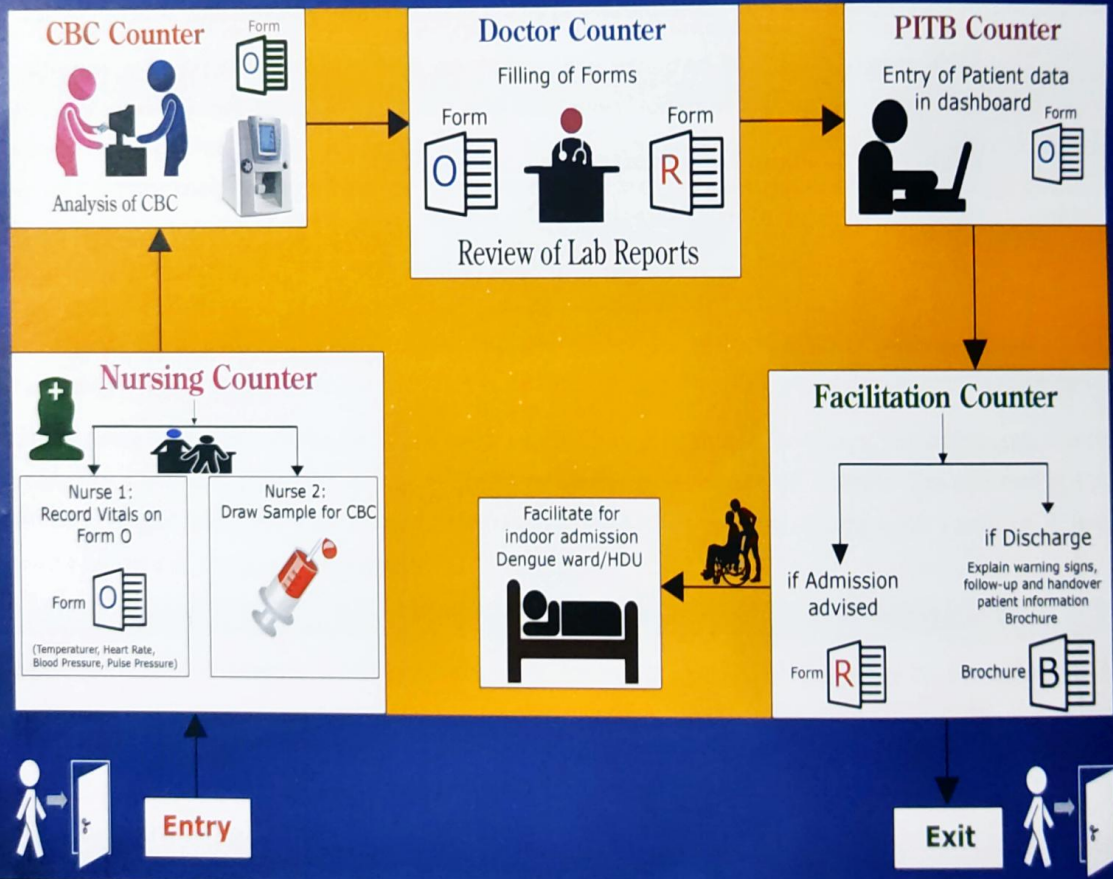 CBC Counter
Form
O
Analysis of CBC
Doctor Counter
Filling of Forms
Form
O
Form
R
Review of Lab Reports
PITB Counter
Entry of Patient data
in dashboard
Form
O
Nursing Counter
Nurse 1:
Record Vitals on
Form O
Form
O
(Temperaturer, Heart Rate,
Blood Pressure, Pulse Pressure)
Nurse 2:
Draw Sample for CBC
Facilitate for
indoor admission
Dengue ward/HDU
Facilitation Counter
if Admission
advised
Form
R
if Discharge
Explain warning signs,
follow-up and handover
patient information
Brochure
Brochure
B
Entry
Exit